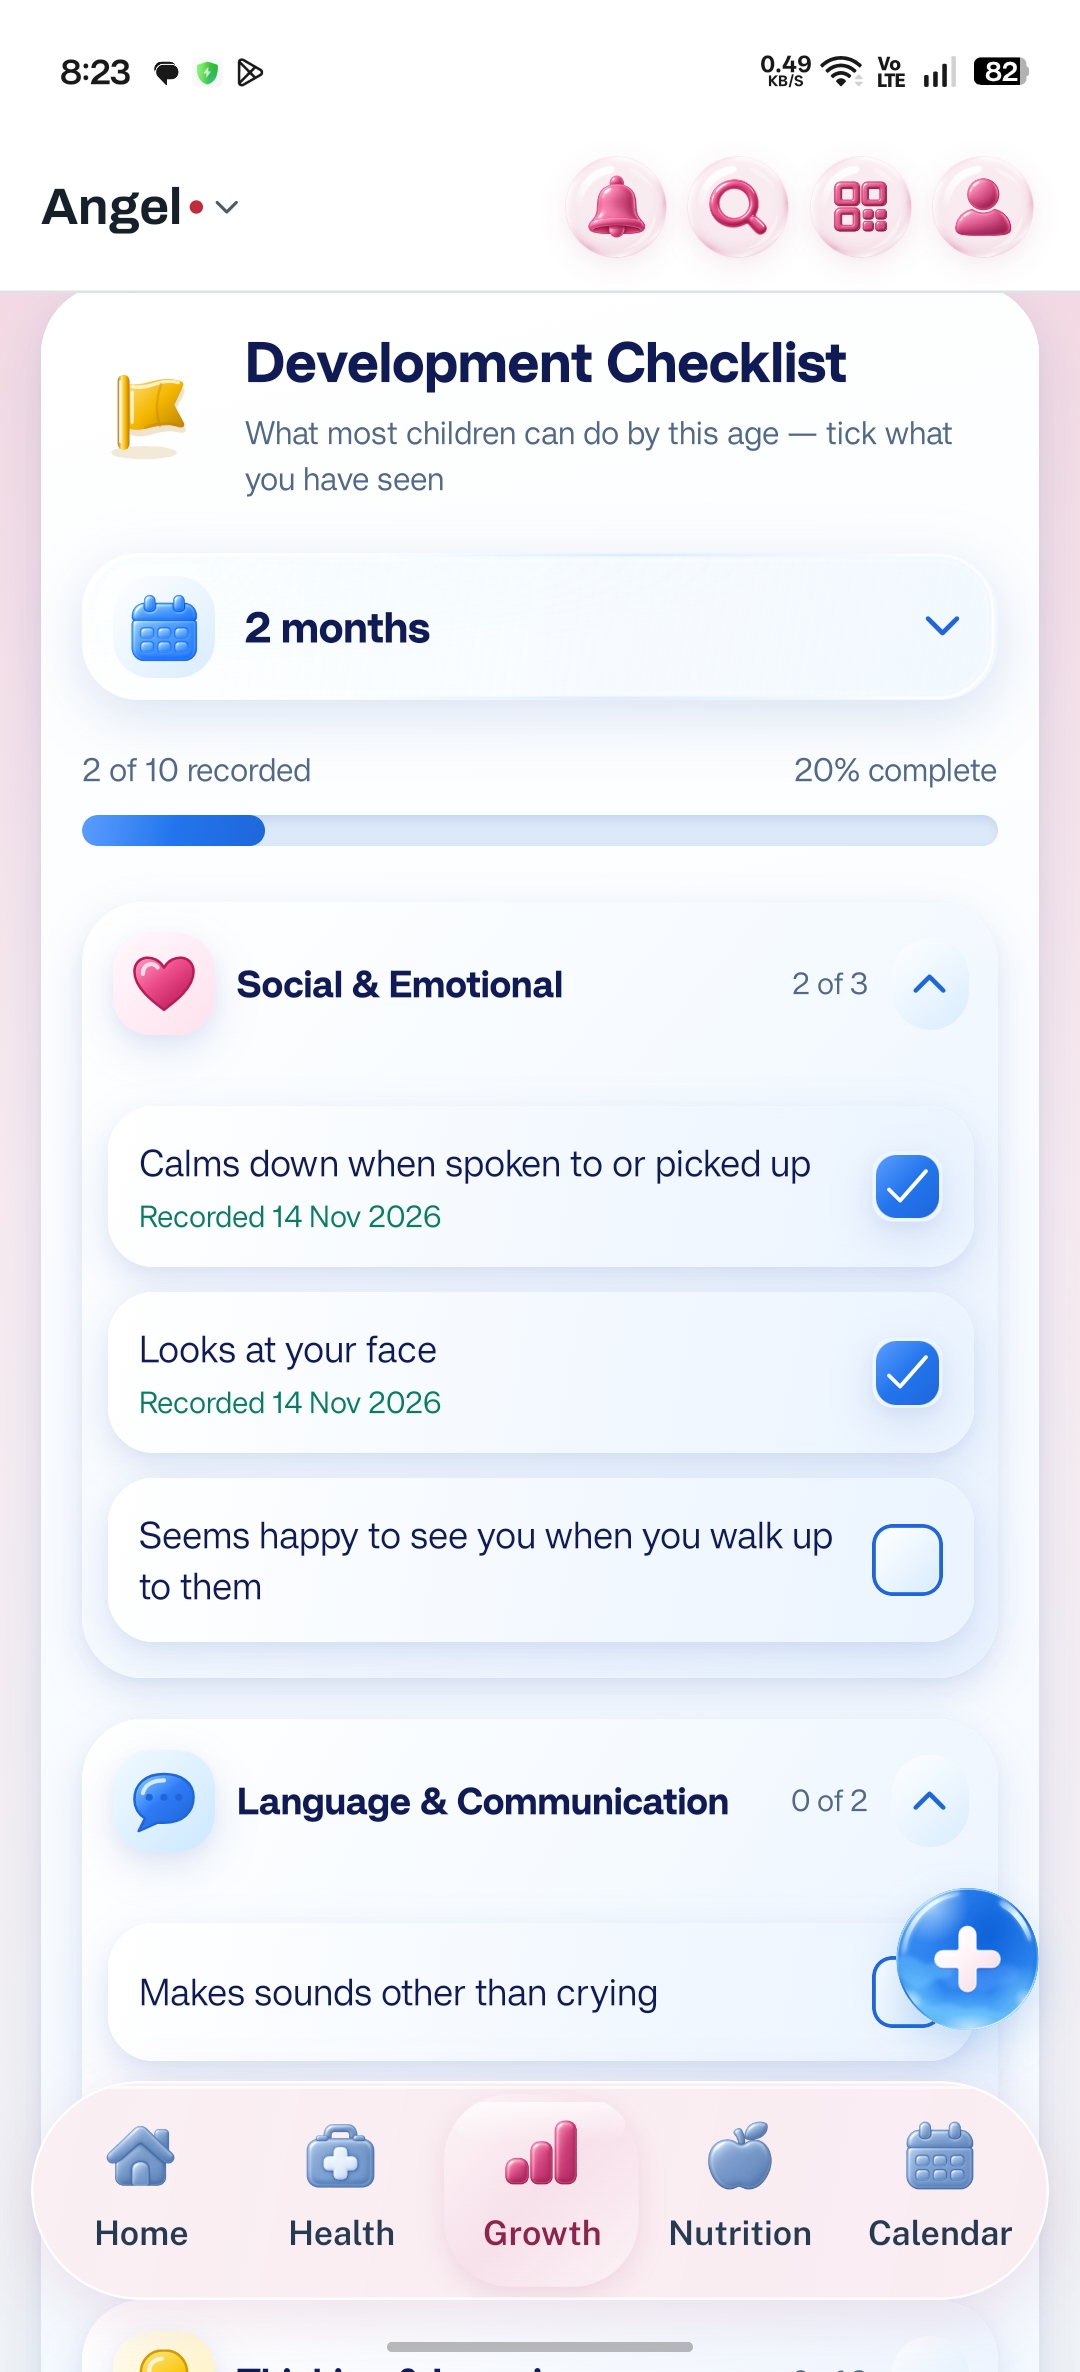 8:23
0.49 KB/S
Vo LTE
82
Angel
Development Checklist
What most children can do by this age — tick what
you have seen
2 months
2 of 10 recorded
20% complete
Social & Emotional
2 of 3
Calms down when spoken to or picked up
Recorded 14 Nov 2026
Looks at your face
Recorded 14 Nov 2026
Seems happy to see you when you walk up
to them
Language & Communication
0 of 2
Makes sounds other than crying
Home
Health
Growth
Nutrition
Calendar